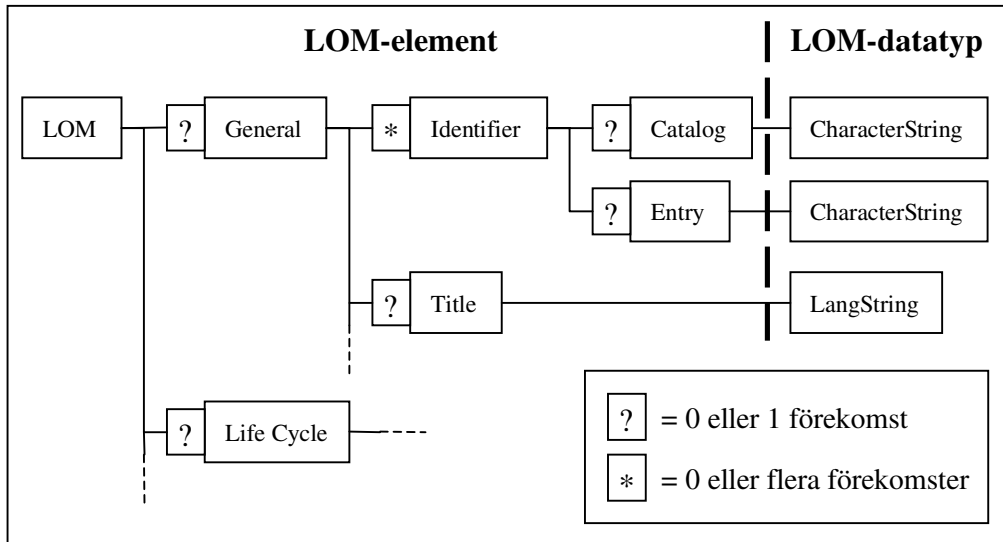 LOM-element LOM-datatyp
LOM ? General * Identifier ? Catalog CharacterString
? Entry CharacterString
? Title LangString
? = 0 eller 1 förekomst
? Life Cycle
* = 0 eller flera förekomster